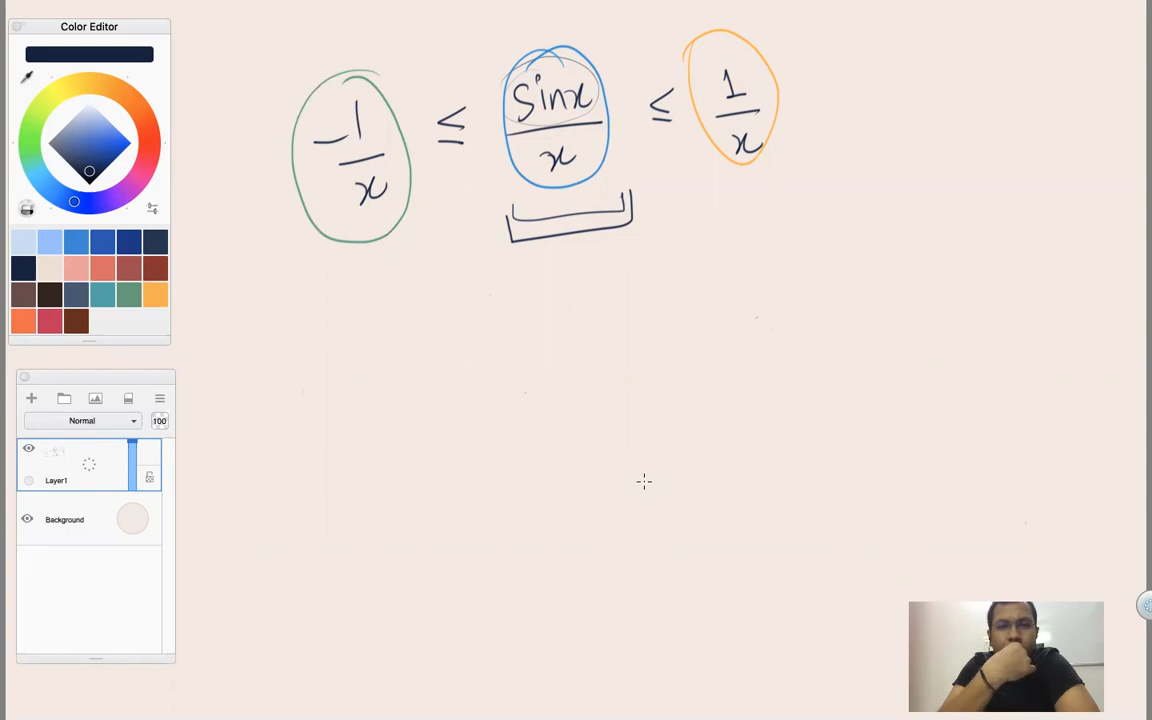 Color Editor
-1/x ≤ sinx/x ≤ 1/x
Normal
100
Layer1
Background